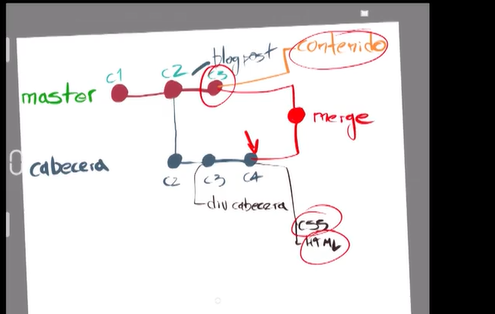 contenido
blogpost
C1 C2 C3
master
merge
cabecera
C2 C3 C4
div cabecera
CSS
HTML